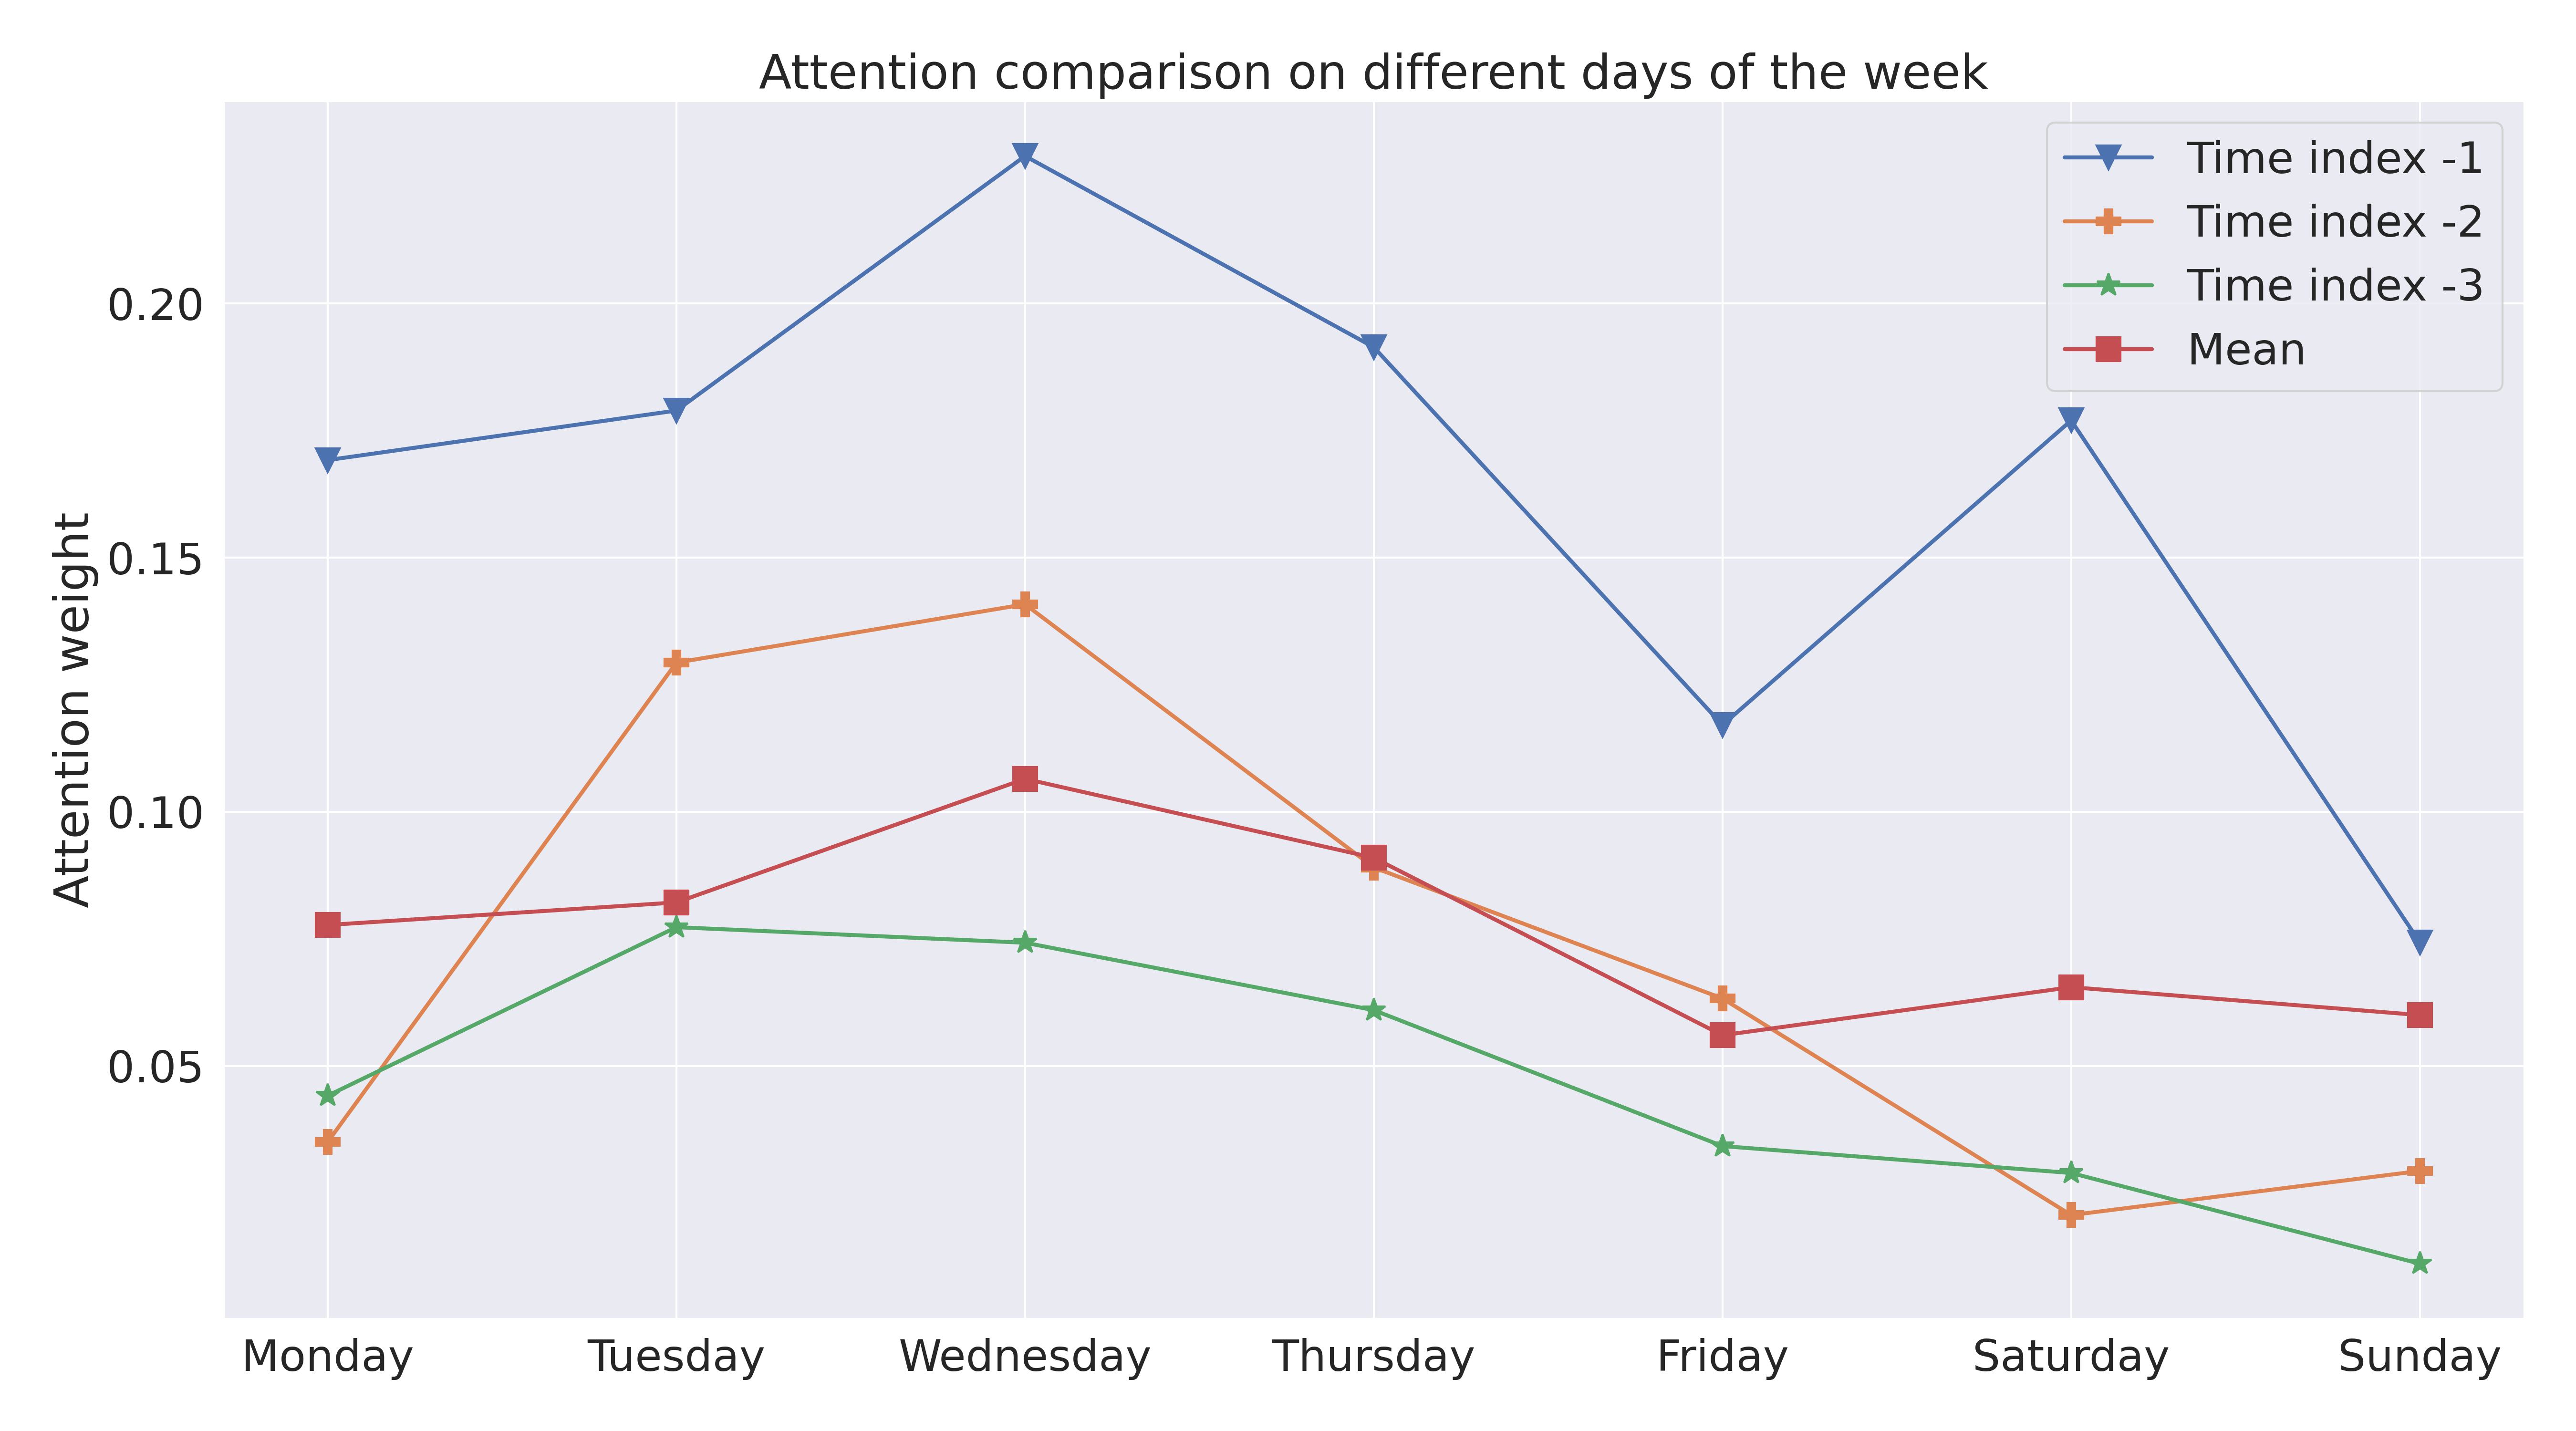 Attention comparison on different days of the week
Attention weight
0.20
0.15
0.10
0.05
Time index -1
Time index -2
Time index -3
Mean
Monday Tuesday Wednesday Thursday Friday Saturday Sunday